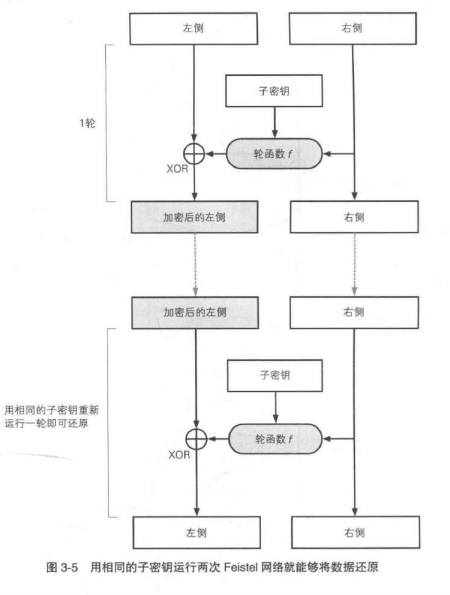 左侧
右侧
子密钥
1轮
轮函数 f
XOR
加密后的左侧
右侧
加密后的左侧
右侧
子密钥
用相同的子密钥重新
运行一轮即可还原
轮函数 f
XOR
左侧
右侧
图 3-5 用相同的子密钥运行两次 Feistel 网络就能够将数据还原